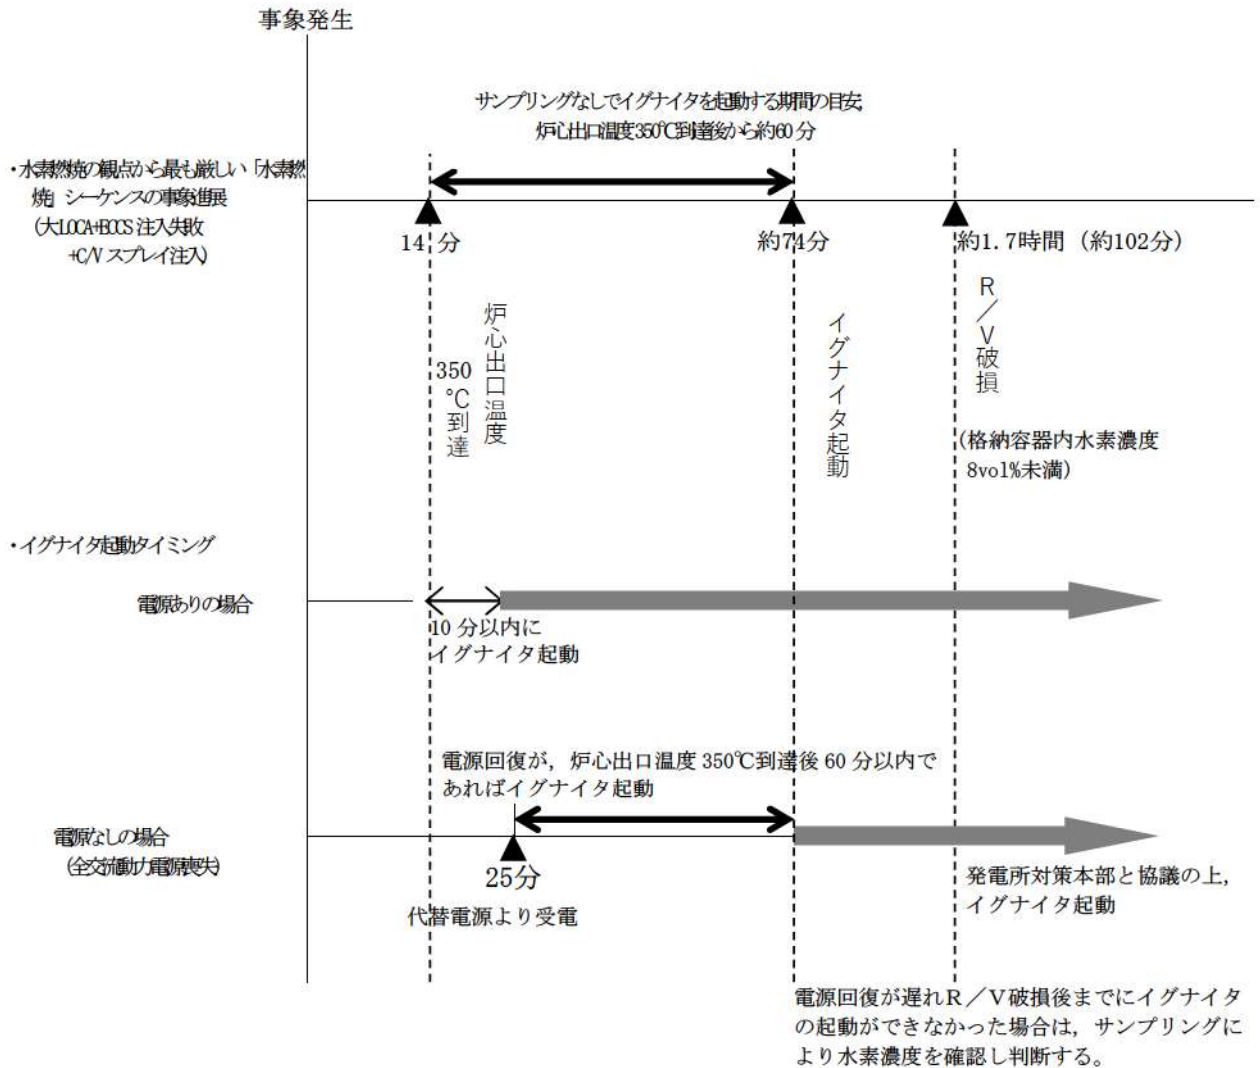 事象発生
サンプリングなしでイグナイタを起動する期間の目安;
炉心出口温度350℃到達後から約60分
・水素燃焼の観点から最も厳しい「水素燃
焼」シーケンスの事象進展
(大LOCA+ECCS注入失敗
+C/Vスプレイ注入)
14分
約74分
約1.7時間（約102分）
炉心出口温度
350℃到達
イグナイタ起動
R／V破損
(格納容器内水素濃度
8vol%未満)
・イグナイタ起動タイミング
電源ありの場合
10分以内に
イグナイタ起動
電源回復が，炉心出口温度350℃到達後60分以内で
あればイグナイタ起動
電源なしの場合
(全交流動力電源喪失)
25分
代替電源より受電
発電所対策本部と協議の上，
イグナイタ起動
電源回復が遅れR／V破損後までにイグナイタ
の起動ができなかった場合は，サンプリングに
より水素濃度を確認し判断する。